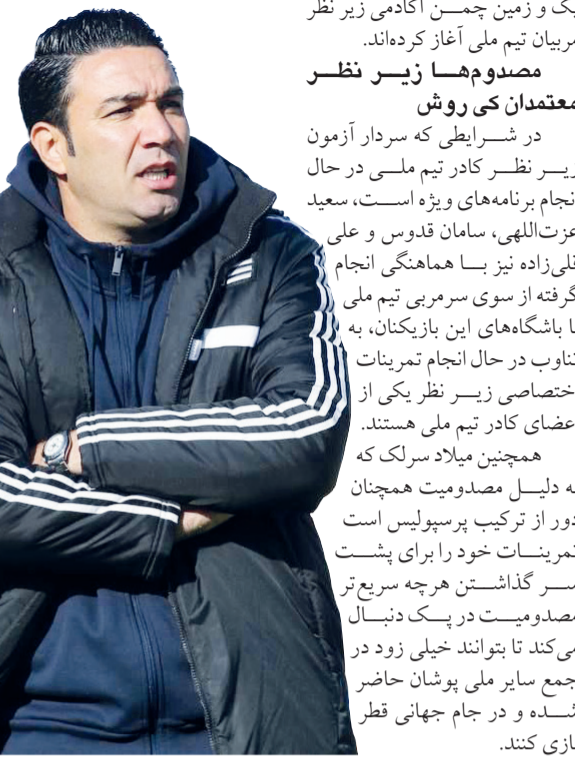 یک و زمین چمن آکادمی زیر نظر
مربیان تیم ملی آغاز کرده‌اند.
مصدوم‌ها زیر نظر
معتمدان کی روش
در شرایطی که سردار آزمون
زیر نظر کادر تیم ملی در حال
انجام برنامه‌های ویژه است، سعید
عزت‌اللهی، سامان قدوس و علی
قلی‌زاده نیز با هماهنگی انجام
گرفته از سوی سرمربی تیم ملی
با باشگاه‌های این بازیکنان، به
تناوب در حال انجام تمرینات
اختصاصی زیر نظر یکی از
اعضای کادر تیم ملی هستند.
همچنین میلاد سرلک که
به دلیل مصدومیت همچنان
دور از ترکیب پرسپولیس است
تمرینات خود را برای پشت
سر گذاشتن هرچه سریع‌تر
مصدومیت در پک دنبال
می‌کند تا بتوانند خیلی زود در
جمع سایر ملی پوشان حاضر
شده و در جام جهانی قطر
بازی کنند.